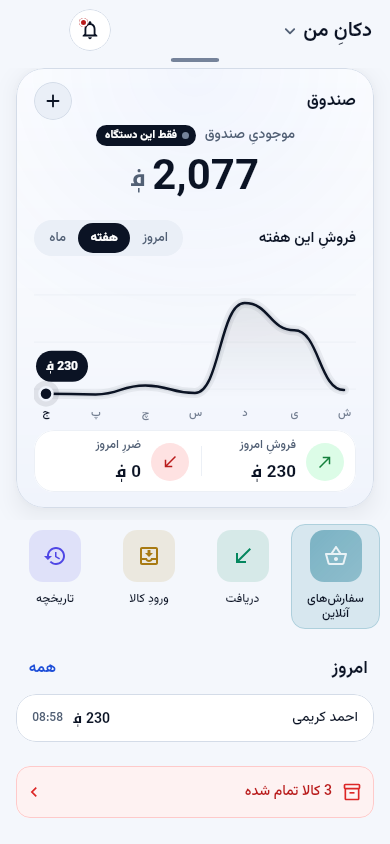 دکانِ من
صندوق
موجودیِ صندوق
فقط این دستگاه
2,077 ؋
فروشِ این هفته
امروز
هفته
ماه
230 ؋
ش
ی
د
س
چ
پ
ج
فروشِ امروز
230 ؋
ضررِ امروز
0 ؋
سفارش‌های
آنلاین
دریافت
ورودِ کالا
تاریخچه
امروز
همه
احمد کریمی
230 ؋
08:58
3 کالا تمام شده